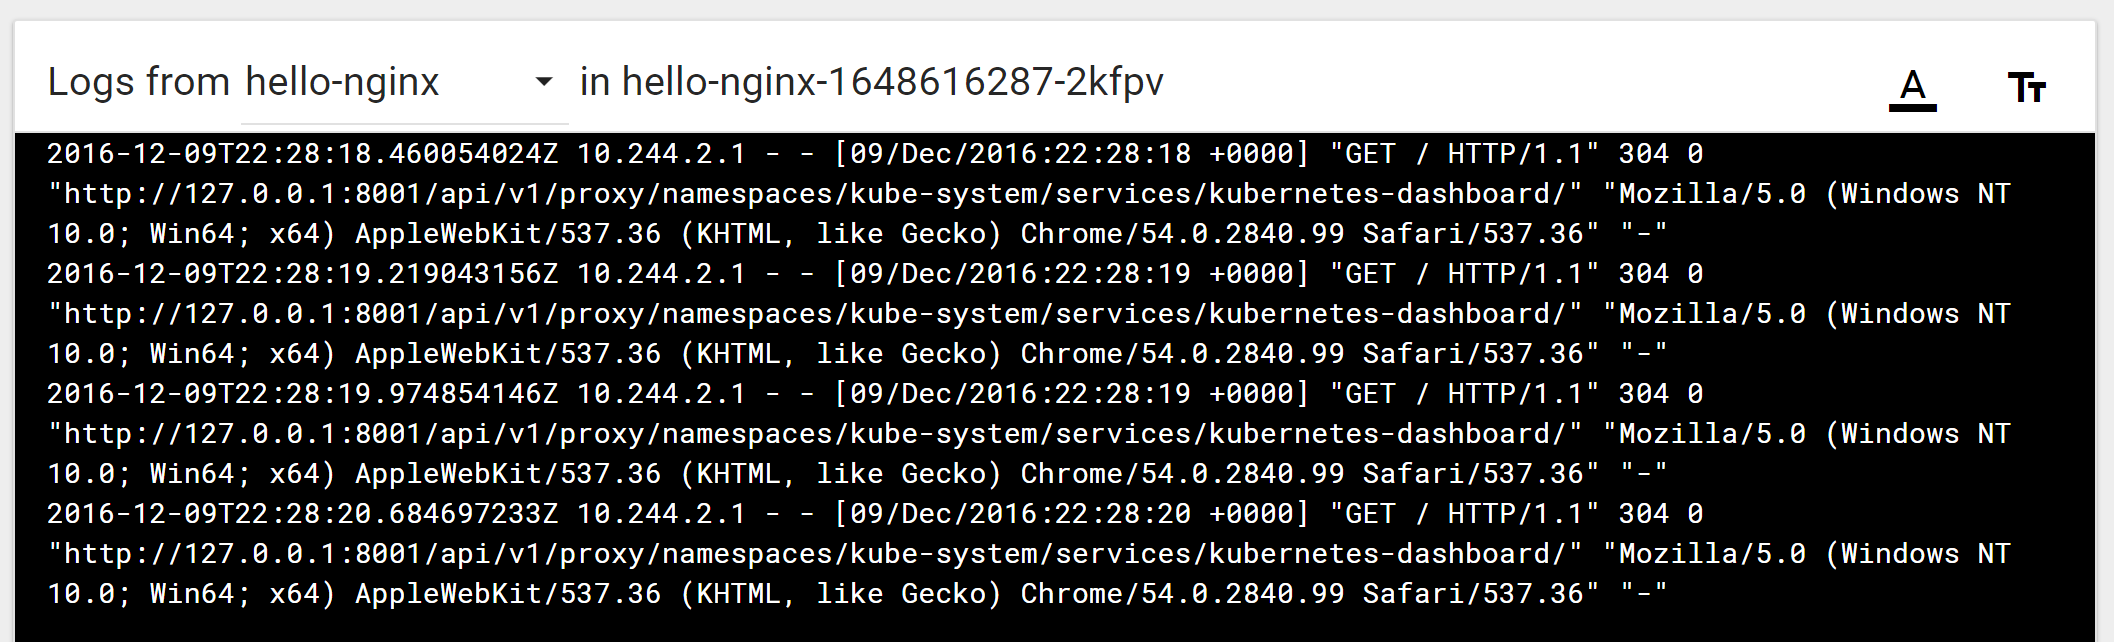 Logs from hello-nginx in hello-nginx-1648616287-2kfpv
2016-12-09T22:28:18.460054024Z 10.244.2.1 - - [09/Dec/2016:22:28:18 +0000] "GET / HTTP/1.1" 304 0
"http://127.0.0.1:8001/api/v1/proxy/namespaces/kube-system/services/kubernetes-dashboard/" "Mozilla/5.0 (Windows NT
10.0; Win64; x64) AppleWebKit/537.36 (KHTML, like Gecko) Chrome/54.0.2840.99 Safari/537.36" "-"
2016-12-09T22:28:19.219043156Z 10.244.2.1 - - [09/Dec/2016:22:28:19 +0000] "GET / HTTP/1.1" 304 0
"http://127.0.0.1:8001/api/v1/proxy/namespaces/kube-system/services/kubernetes-dashboard/" "Mozilla/5.0 (Windows NT
10.0; Win64; x64) AppleWebKit/537.36 (KHTML, like Gecko) Chrome/54.0.2840.99 Safari/537.36" "-"
2016-12-09T22:28:19.974854146Z 10.244.2.1 - - [09/Dec/2016:22:28:19 +0000] "GET / HTTP/1.1" 304 0
"http://127.0.0.1:8001/api/v1/proxy/namespaces/kube-system/services/kubernetes-dashboard/" "Mozilla/5.0 (Windows NT
10.0; Win64; x64) AppleWebKit/537.36 (KHTML, like Gecko) Chrome/54.0.2840.99 Safari/537.36" "-"
2016-12-09T22:28:20.684697233Z 10.244.2.1 - - [09/Dec/2016:22:28:20 +0000] "GET / HTTP/1.1" 304 0
"http://127.0.0.1:8001/api/v1/proxy/namespaces/kube-system/services/kubernetes-dashboard/" "Mozilla/5.0 (Windows NT
10.0; Win64; x64) AppleWebKit/537.36 (KHTML, like Gecko) Chrome/54.0.2840.99 Safari/537.36" "-"